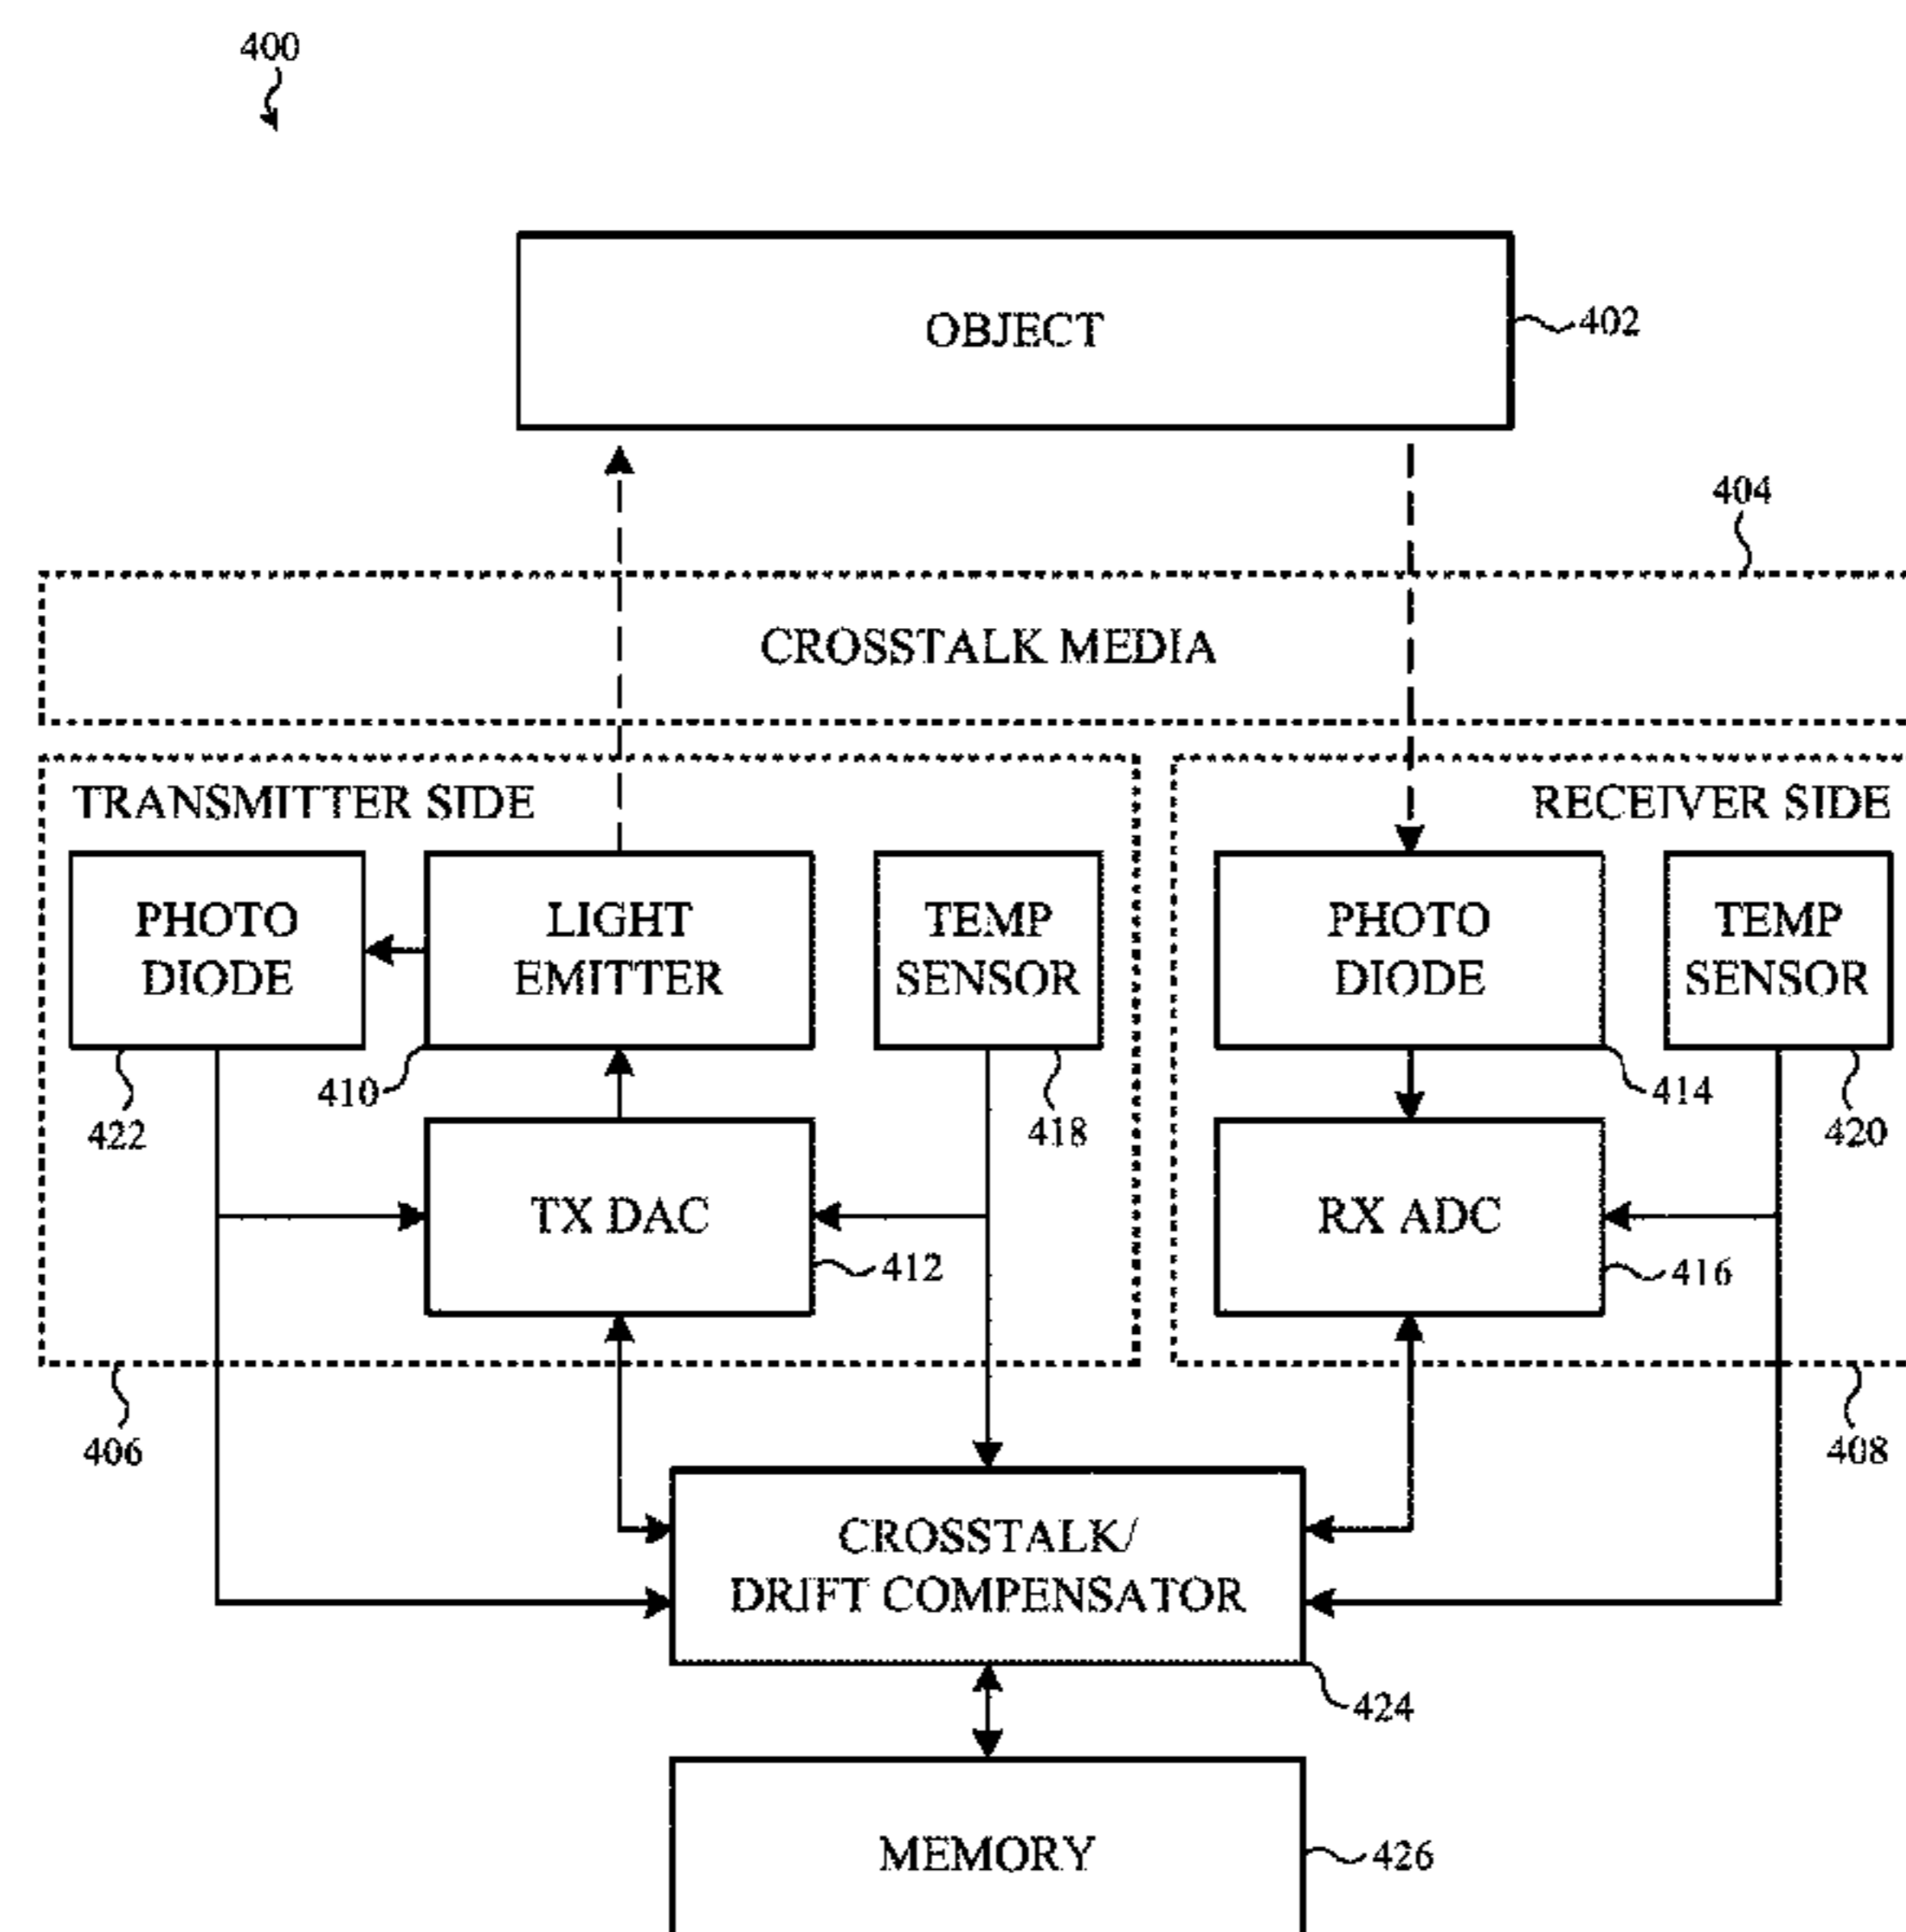 400
OBJECT
402
404
CROSSTALK MEDIA
TRANSMITTER SIDE
RECEIVER SIDE
PHOTO
DIODE
LIGHT
EMITTER
TEMP
SENSOR
PHOTO
DIODE
TEMP
SENSOR
422
410
418
414
420
TX DAC
412
RX ADC
416
406
408
CROSSTALK/
DRIFT COMPENSATOR
424
MEMORY
426